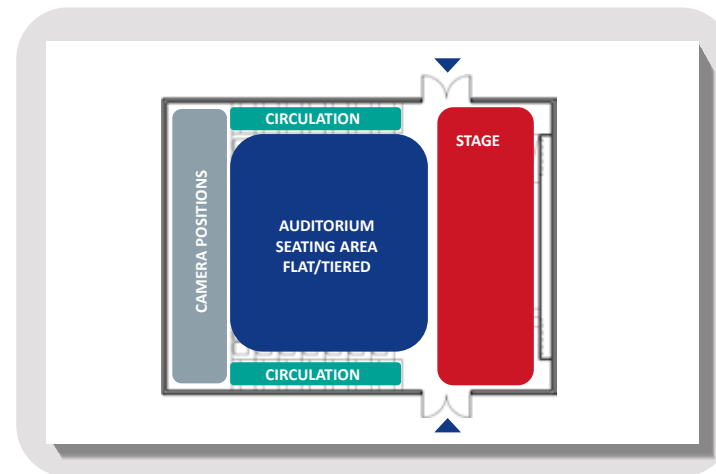 CIRCULATION
STAGE
CAMERA POSITIONS
AUDITORIUM
SEATING AREA
FLAT/TIERED
CIRCULATION